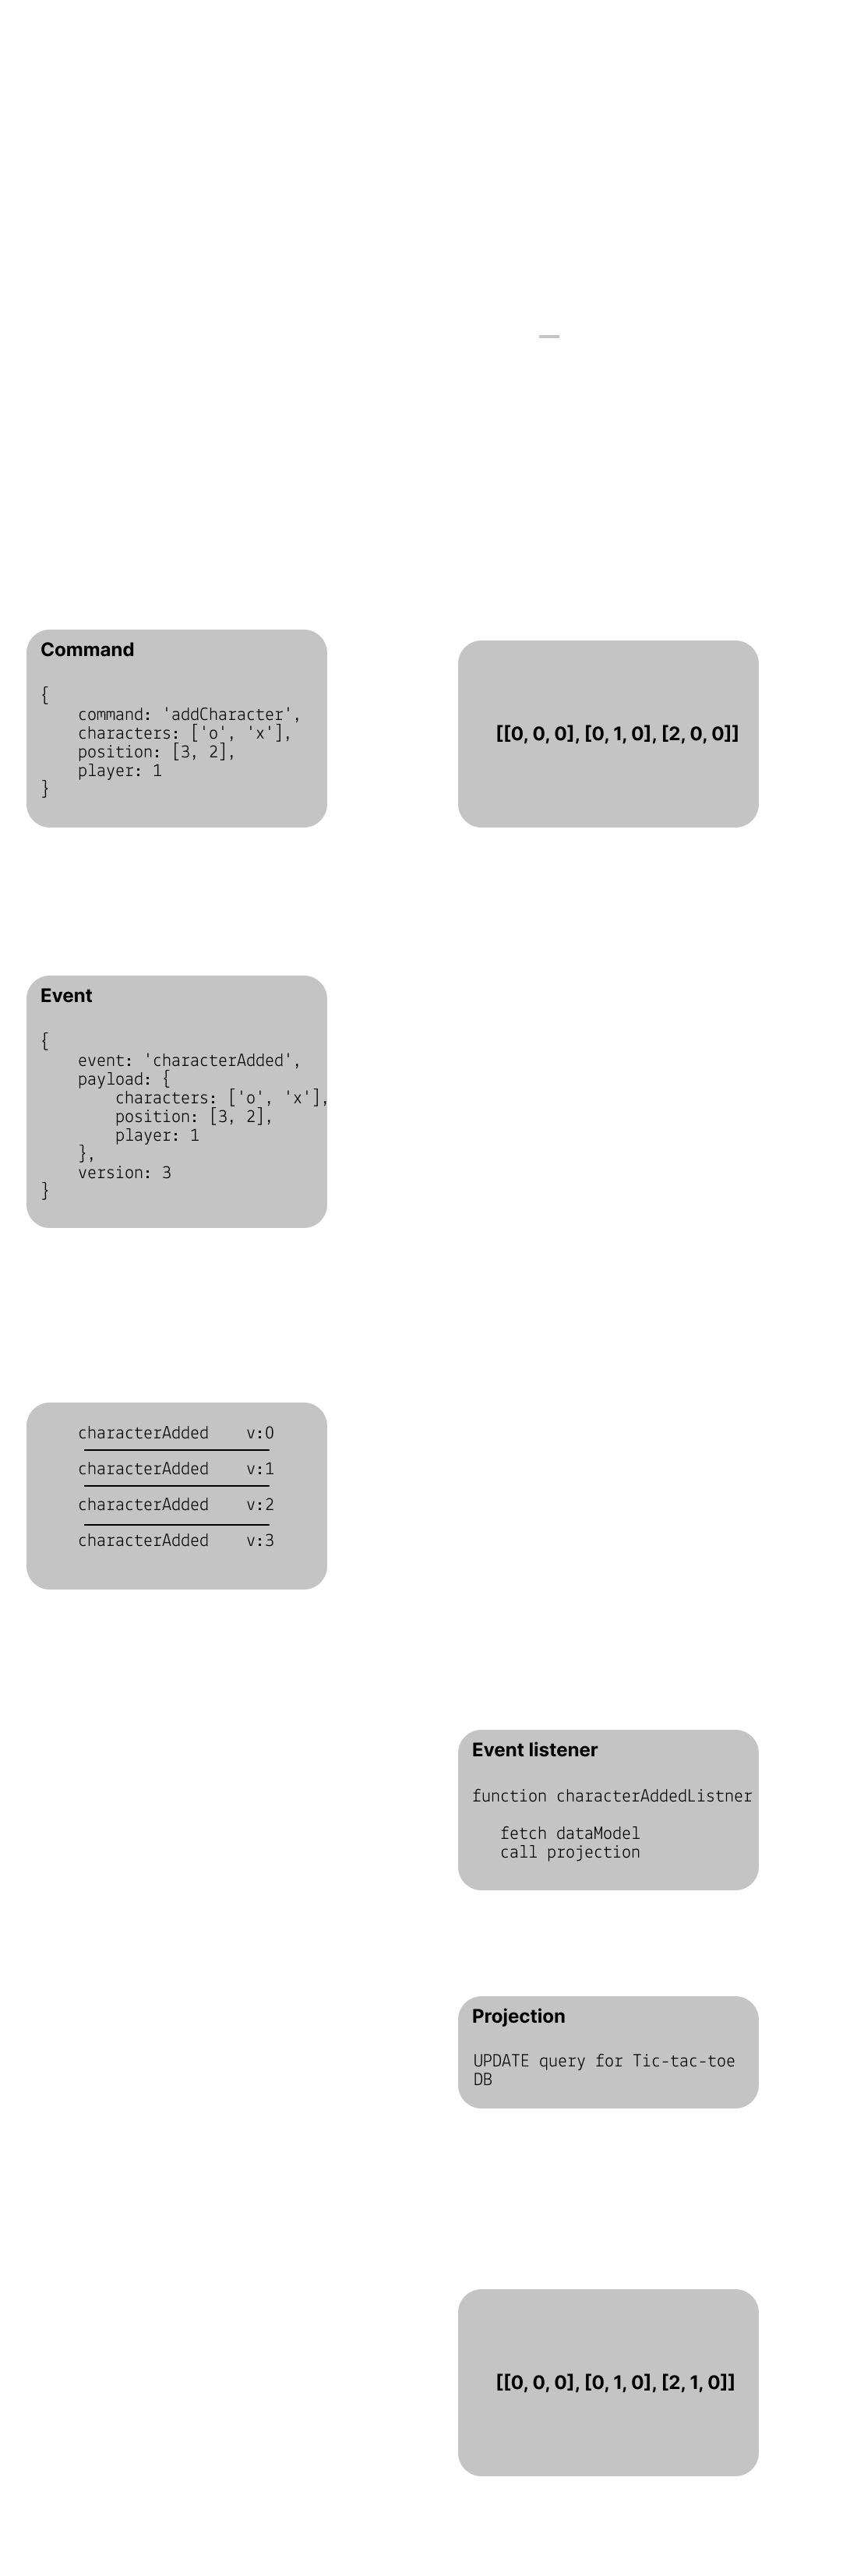 Command
{
    command: 'addCharacter',
    characters: ['o', 'x'],
    position: [3, 2],
    player: 1
}
[[0, 0, 0], [0, 1, 0], [2, 0, 0]]
Event
{
    event: 'characterAdded',
    payload: {
        characters: ['o', 'x'],
        position: [3, 2],
        player: 1
    },
    version: 3
}
characterAdded    v:0
characterAdded    v:1
characterAdded    v:2
characterAdded    v:3
Event listener
function characterAddedListner
   fetch dataModel
   call projection
Projection
UPDATE query for Tic-tac-toe
DB
[[0, 0, 0], [0, 1, 0], [2, 1, 0]]